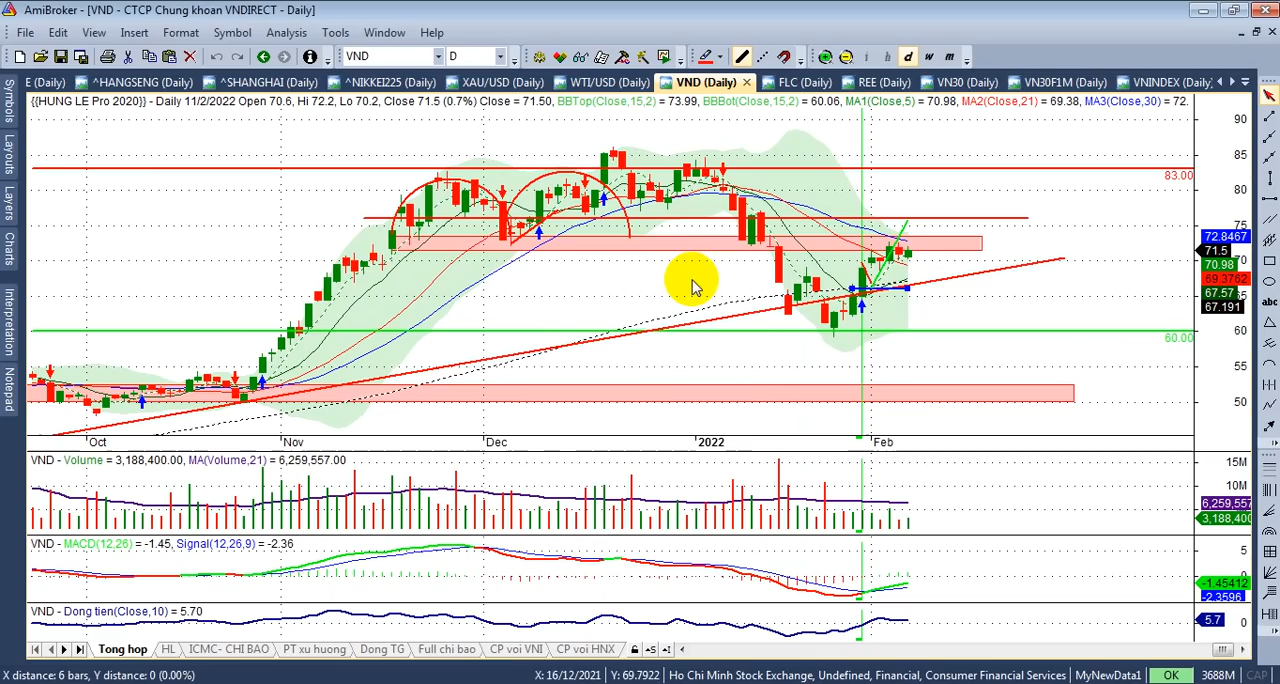 AmiBroker - [VND - CTCP Chung khoan VNDIRECT - Daily]
File Edit View Insert Format Symbol Analysis Tools Window Help
VND D i h d w m
E (Daily) ^HANGSENG (Daily) ^SHANGHAI (Daily) ^NIKKEI225 (Daily) XAU/USD (Daily) WTI/USD (Daily) VND (Daily) FLC (Daily) REE (Daily) VN30 (Daily) VN30F1M (Daily) VNINDEX (Daily)
Symbols
Layouts
Layers
Charts
Interpretation
Notepad
{{HUNG LE Pro 2020}} - Daily 11/2/2022 Open 70.6, Hi 72.2, Lo 70.2, Close 71.5 (0.7%) Close = 71.50, BBTop(Close,15,2) = 73.99, BBBot(Close,15,2) = 60.06, MA1(Close,5) = 70.98, MA2(Close,21) = 69.38, MA3(Close,30) = 72.
90
85
83.00
80
75
72.8467
71.5
70
70.98
69.3762
67.57
65
67.191
60
60.00
55
50
Oct Nov Dec 2022 Feb
VND - Volume = 3,188,400.00, MA(Volume,21) = 6,259,557.00
15M
10M
6,259,557
3,188,400
VND - MACD(12,26) = -1.45, Signal(12,26,9) = -2.36
5
0
-1.45412
-2.3596
VND - Dong tien(Close,10) = 5.70
5.7
0
Tong hop HL ICMC- CHI BAO PT xu huong Dong TG Full chi bao CP voi VNI CP voi HNX
X distance: 6 bars, Y distance: 0 (0.00%) X: 16/12/2021 Y: 69.7922 Ho Chi Minh Stock Exchange, Undefined, Financial, Consumer Financial Services MyNewData1 OK 3688M CAP